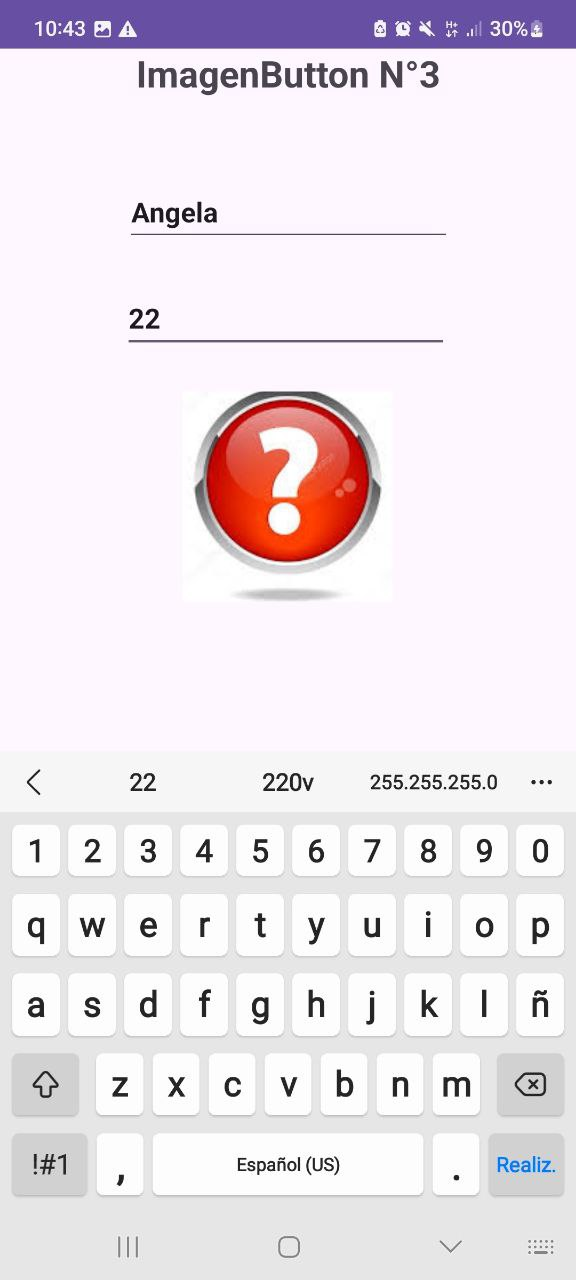 10:43 30%
ImagenButton N°3
Angela
22
?
22 220v 255.255.255.0 ...
1 2 3 4 5 6 7 8 9 0
q w e r t y u i o p
a s d f g h j k l ñ
z x c v b n m
!#1 , Español (US) . Realiz.